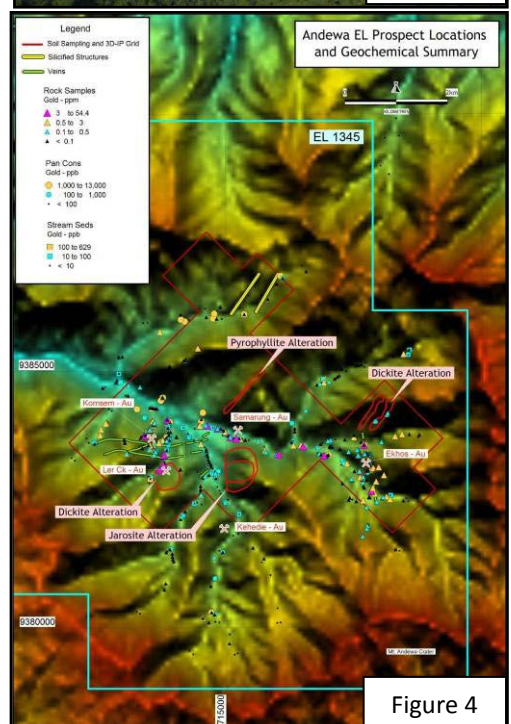 Andewa EL Prospect Locations
and Geochemical Summary
Legend
Soil Sampling and 3D-IP Grid
Silicified Structures
Veins
Rock Samples
Gold - ppm
3 to 54.4
0.5 to 3
0.1 to 0.5
< 0.1
Pan Cons
Gold - ppb
1,000 to 13,000
100 to 1,000
< 100
Stream Seds
Gold - ppb
100 to 629
10 to 100
< 10
0
2km
KILOMETRES
EL 1345
Pyrophyllite Alteration
9385000
Dickite Alteration
Komsem - Au
Samarung - Au
Ekhos - Au
Ler Ck - Au
Dickite Alteration
Kehedie - Au
Jarosite Alteration
9380000
Mt. Andewa Crater
715000
Figure 4